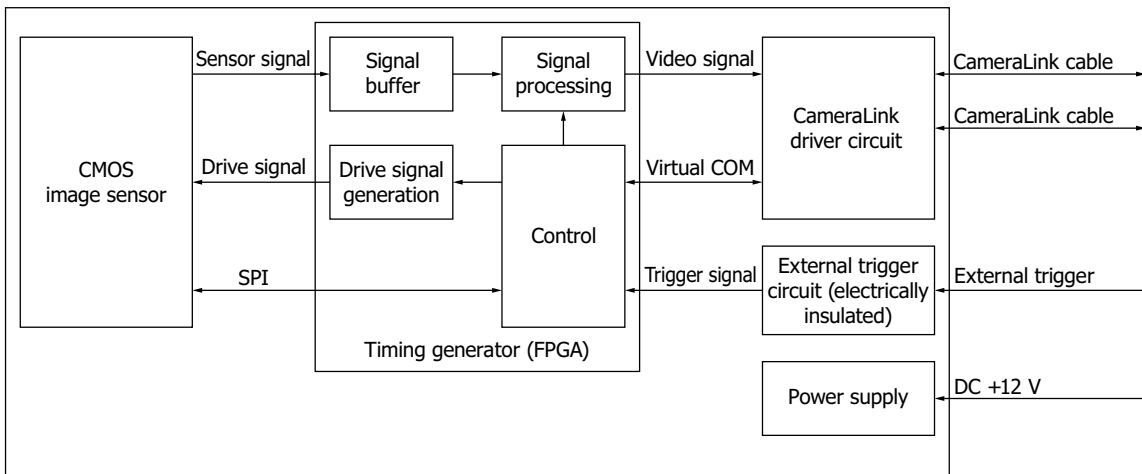 Sensor signal
Signal
buffer
Signal
processing
Video signal
CameraLink cable
CameraLink cable
CameraLink
driver circuit
CMOS
image sensor
Drive signal
Drive signal
generation
Virtual COM
Control
SPI
Trigger signal
External trigger
circuit (electrically
insulated)
External trigger
Timing generator (FPGA)
Power supply
DC +12 V